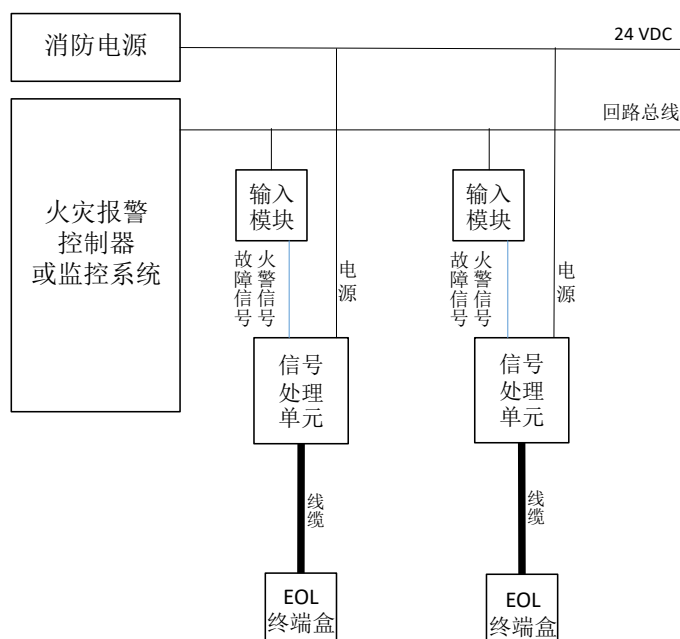 消防电源
24 VDC
回路总线
火灾报警
控制器
或监控系统
输入
模块
输入
模块
故障信号
火警信号
电源
故障信号
火警信号
电源
信号
处理
单元
信号
处理
单元
线缆
线缆
EOL
终端盒
EOL
终端盒